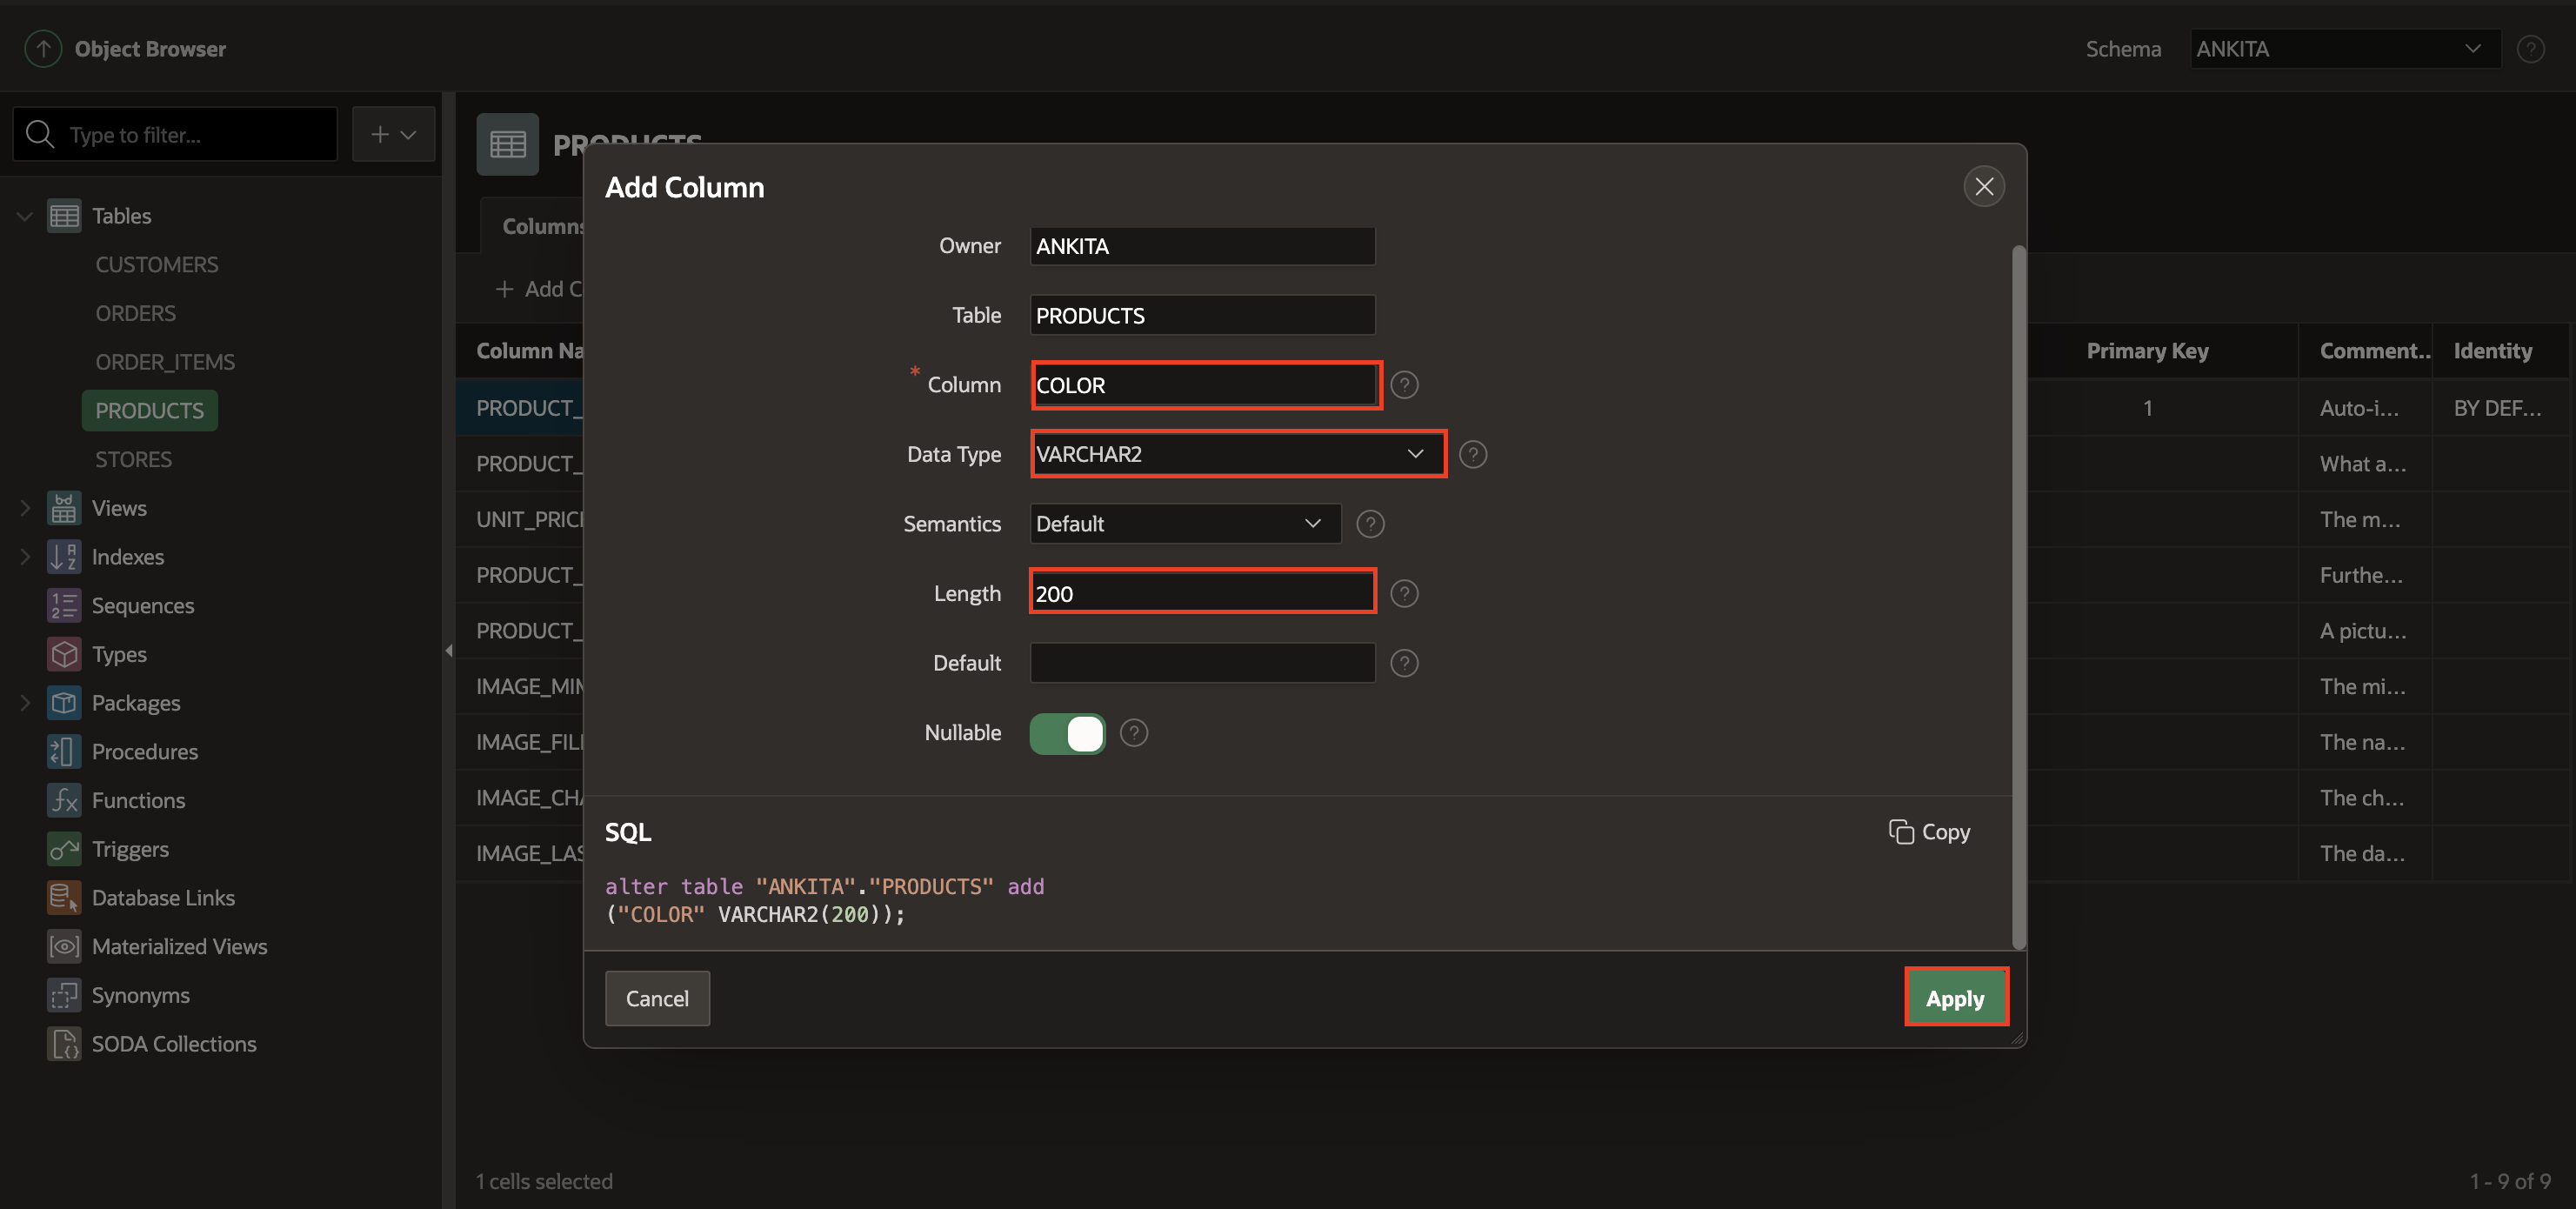 Object Browser
Schema
ANKITA
Type to filter...
Tables
CUSTOMERS
ORDERS
ORDER_ITEMS
PRODUCTS
STORES
Views
Indexes
Sequences
Types
Packages
Procedures
Functions
Triggers
Database Links
Materialized Views
Synonyms
SODA Collections
PRODUCTS
Columns
Add C
Column Na
Primary Key
Comment..
Identity
PRODUCT_
1
Auto-i...
BY DEF...
PRODUCT_
What a...
UNIT_PRIC
The m...
PRODUCT_
Furthe...
PRODUCT_
A pictu...
IMAGE_MIM
The mi...
IMAGE_FIL
The na...
IMAGE_CHA
The ch...
IMAGE_LAS
The da...
1 cells selected
1 - 9 of 9
Add Column
Owner
ANKITA
Table
PRODUCTS
* Column
COLOR
Data Type
VARCHAR2
Semantics
Default
Length
200
Default
Nullable
SQL
Copy
alter table "ANKITA"."PRODUCTS" add
("COLOR" VARCHAR2(200));
Cancel
Apply